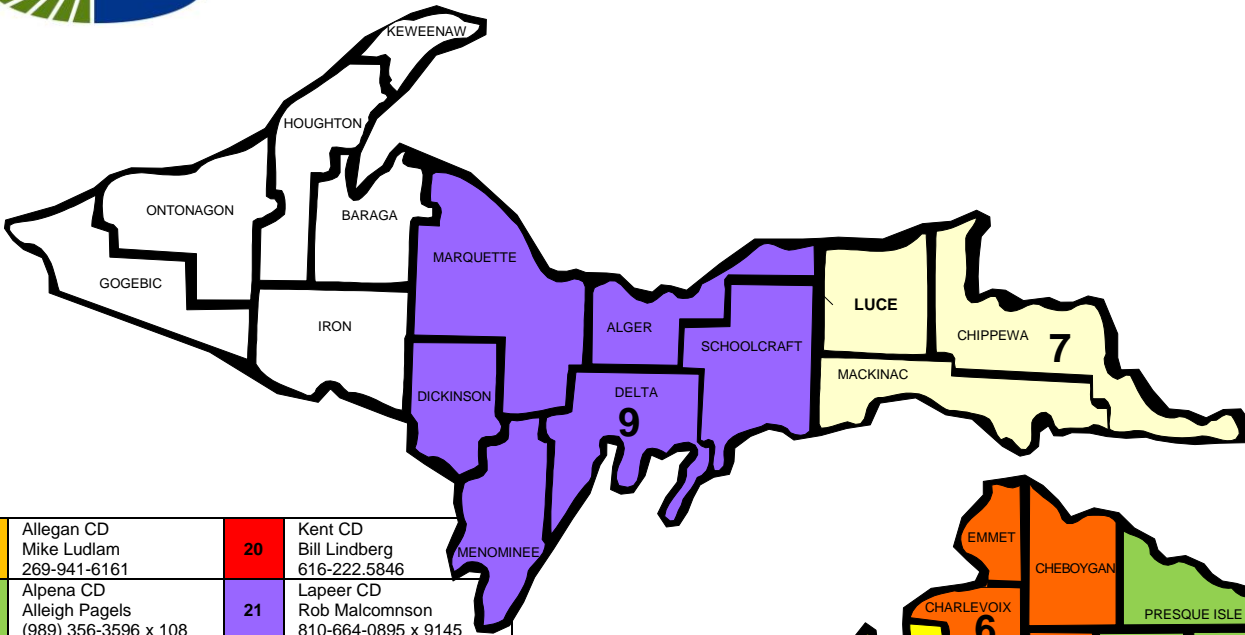 KEWEENAW
HOUGHTON
ONTONAGON
BARAGA
MARQUETTE
GOGEBIC
LUCE
IRON
ALGER
CHIPPEWA 7
SCHOOLCRAFT
MACKINAC
DICKINSON
DELTA
9
MENOMINEE
EMMET
CHEBOYGAN
CHARLEVOIX
6
PRESQUE ISLE
Allegan CD
Mike Ludlam
269-941-6161
20
Kent CD
Bill Lindberg
616-222.5846
Alpena CD
Alleigh Pagels
(989) 356-3596 x 108
21
Lapeer CD
Rob Malcomnson
810-664-0895 x 9145